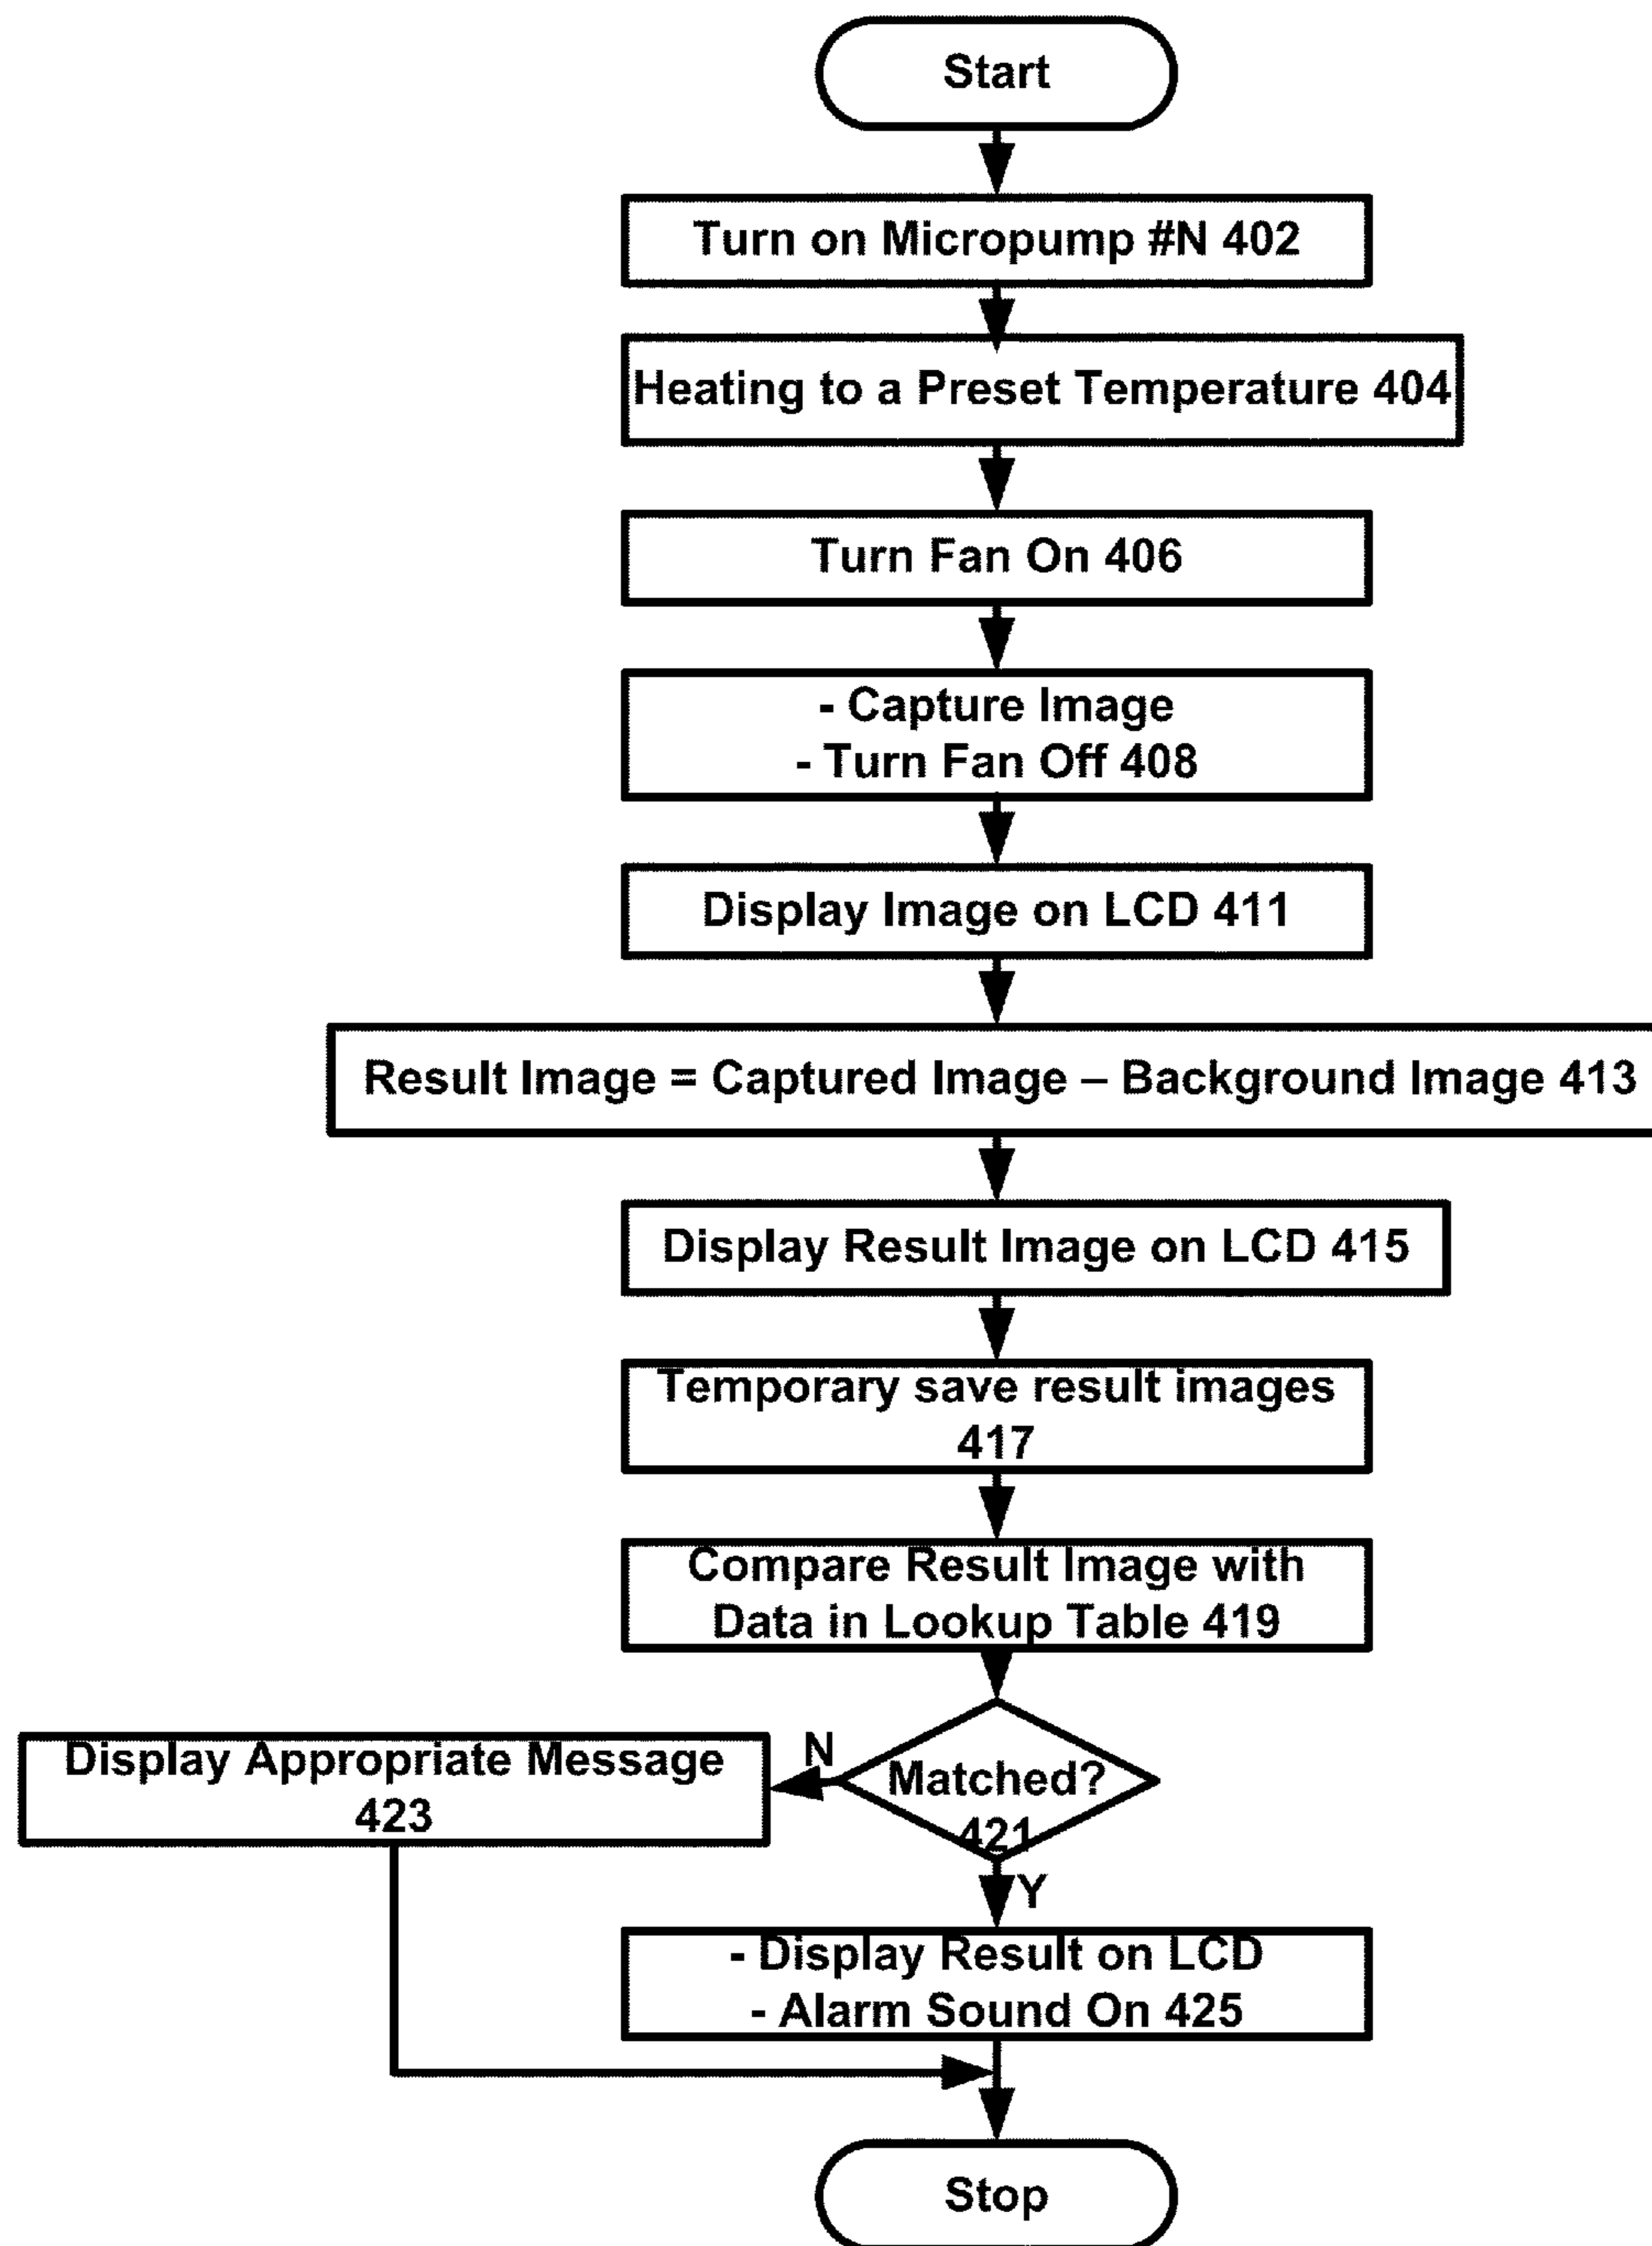 Start
Turn on Micropump #N 402
Heating to a Preset Temperature 404
Turn Fan On 406
- Capture Image
- Turn Fan Off 408
Display Image on LCD 411
Result Image = Captured Image – Background Image 413
Display Result Image on LCD 415
Temporary save result images
417
Compare Result Image with
Data in Lookup Table 419
Display Appropriate Message
423
N
Matched?
421
Y
- Display Result on LCD
- Alarm Sound On 425
Stop